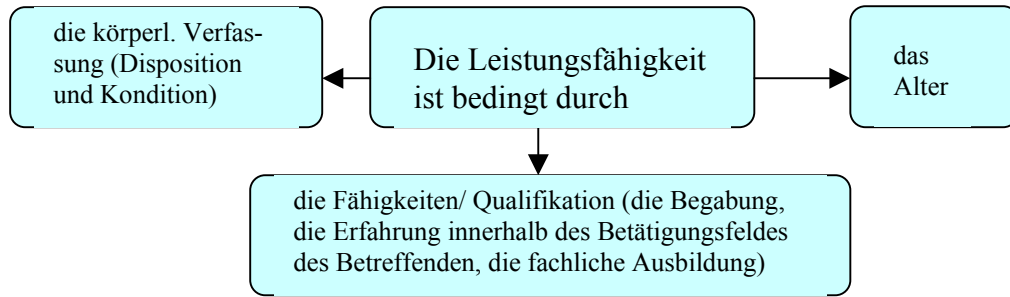 die körperl. Verfas-
sung (Disposition
und Kondition)
Die Leistungsfähigkeit
ist bedingt durch
das
Alter
die Fähigkeiten/ Qualifikation (die Begabung,
die Erfahrung innerhalb des Betätigungsfeldes
des Betreffenden, die fachliche Ausbildung)